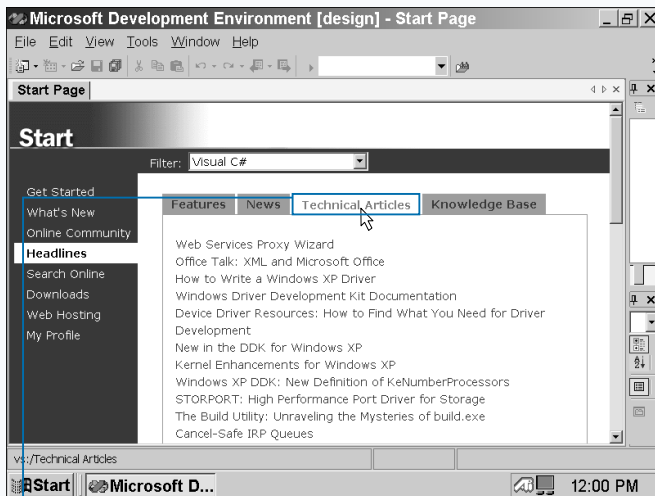 Microsoft Development Environment [design] - Start Page
File Edit View Tools Window Help
Start Page
Start
Filter: Visual C#
Get Started
What's New
Online Community
Headlines
Search Online
Downloads
Web Hosting
My Profile
Features News Technical Articles Knowledge Base
Web Services Proxy Wizard
Office Talk: XML and Microsoft Office
How to Write a Windows XP Driver
Windows Driver Development Kit Documentation
Device Driver Resources: How to Find What You Need for Driver
Development
New in the DDK for Windows XP
Kernel Enhancements for Windows XP
Windows XP DDK: New Definition of KeNumberProcessors
STORPORT: High Performance Port Driver for Storage
The Build Utility: Unraveling the Mysteries of build.exe
Cancel-Safe IRP Queues
vs:/Technical Articles
Start Microsoft D... 12:00 PM